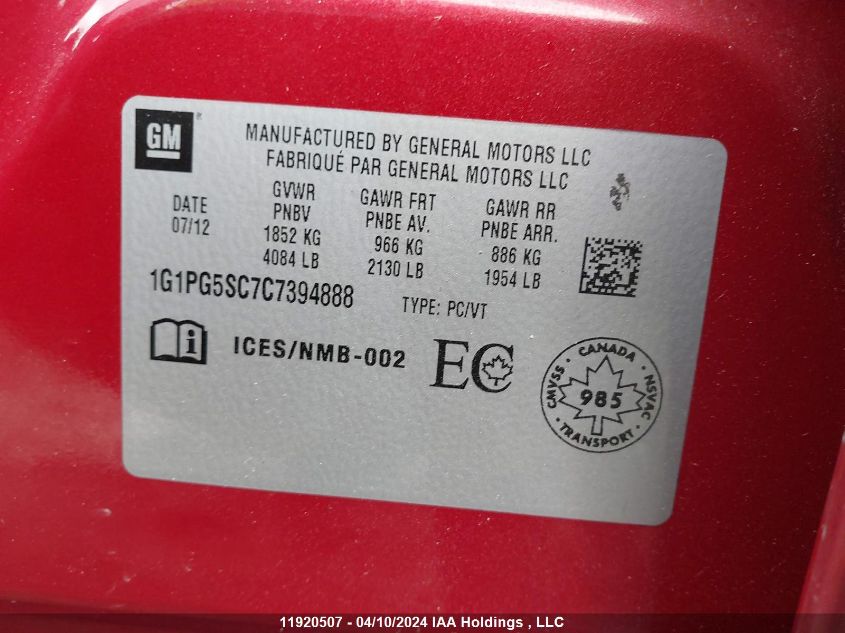 GM
MANUFACTURED BY GENERAL MOTORS LLC
FABRIQUÉ PAR GENERAL MOTORS LLC
DATE
07/12
GVWR
PNBV
1852 KG
4084 LB
GAWR FRT
PNBE AV.
966 KG
2130 LB
GAWR RR
PNBE ARR.
886 KG
1954 LB
1G1PG5SC7C7394888
TYPE: PC/VT
i ICES/NMB-002
EC
CANADA
CMVSS
985
NSVAC
TRANSPORT
11920507 - 04/10/2024 IAA Holdings , LLC